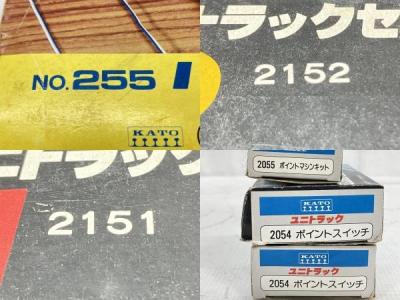 NO.255
KATO
トラックセ
2152
ニトラック
2151
2055 ポイントマシンキット
KATO
ユニトラック
2054 ポイントスイッチ
KATO
ユニトラック
2054 ポイントスイッチ